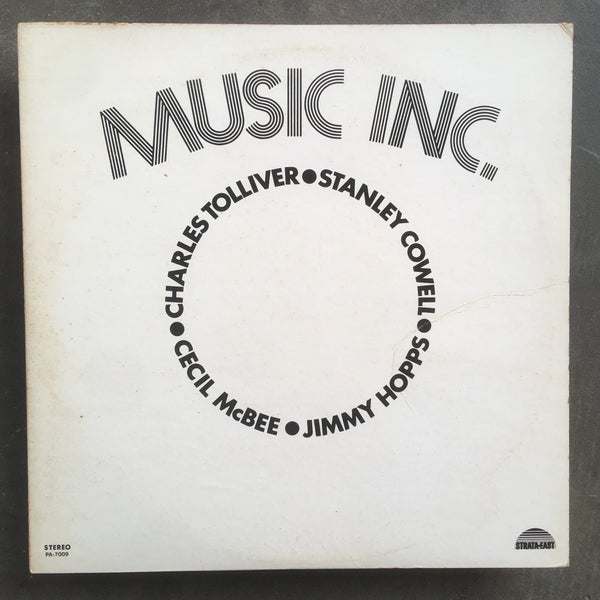 MUSIC INC.
CHARLES TOLLIVER ● STANLEY COWELL ● JIMMY HOPPS ● CECIL McBEE ●
STEREO
PA-7009
STRATA-EAST